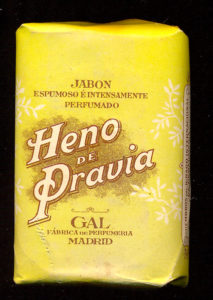 JABON
ESPUMOSO É INTENSAMENTE
PERFUMADO
Heno
DE
Pravia
GAL
FÁBRICA DE PERFUMERIA
MADRID